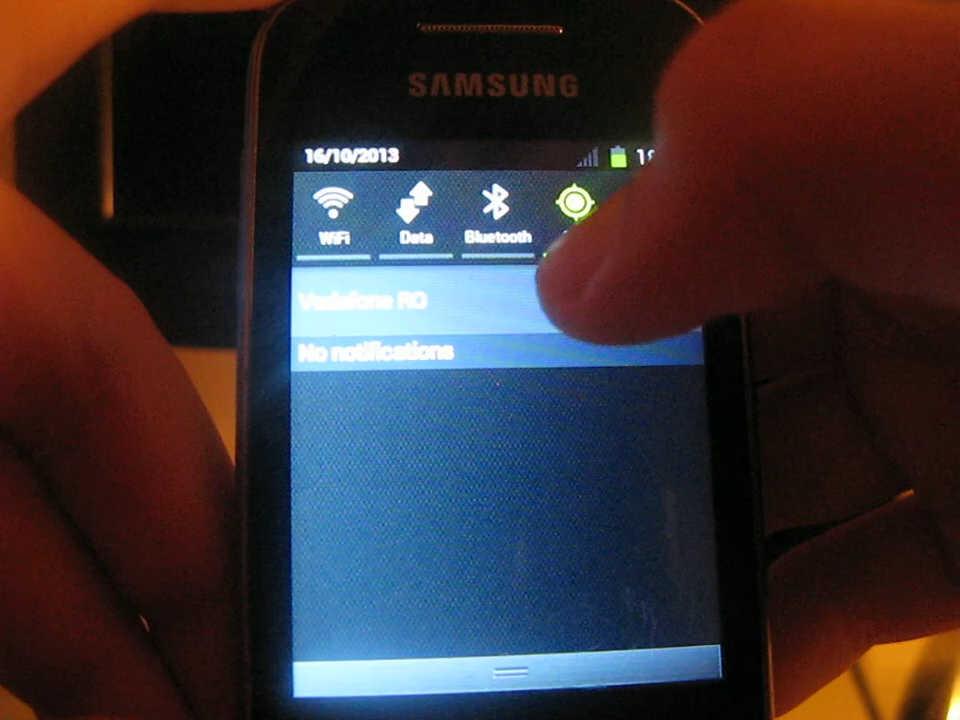 SAMSUNG
16/10/2013
WiFi Data Bluetooth
Vodafone RO
No notifications